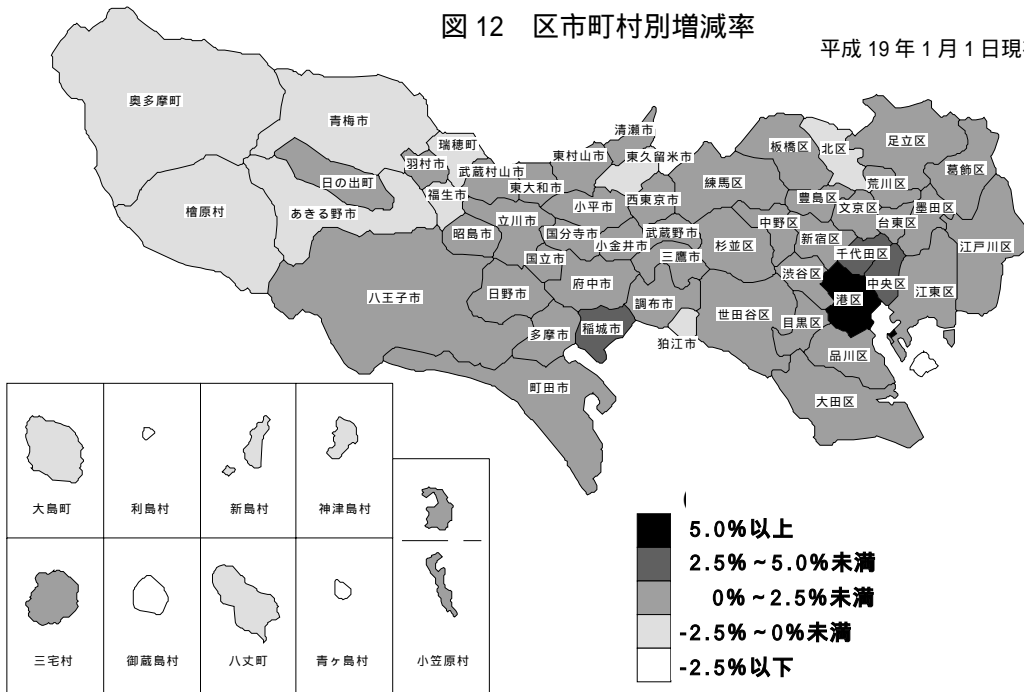 図 12　区市町村別増減率
平成 19 年 1 月 1 日現
奥多摩町
青梅市
瑞穂町
羽村市
日の出町
福生市
あきる野市
檜原村
清瀬市
東村山市
東久留米市
武蔵村山市
東大和市
小平市
西東京市
立川市
昭島市
国分寺市
小金井市
武蔵野市
国立市
三鷹市
八王子市
日野市
府中市
調布市
多摩市
稲城市
狛江市
町田市
板橋区
北区
足立区
練馬区
荒川区
葛飾区
豊島区
文京区
台東区
墨田区
中野区
杉並区
新宿区
千代田区
江戸川区
渋谷区
港区
中央区
江東区
世田谷区
目黒区
品川区
大田区
大島町
利島村
新島村
神津島村
三宅村
御蔵島村
八丈町
青ヶ島村
小笠原村
5.0%以上
2.5%～5.0%未満
0%～2.5%未満
-2.5%～0%未満
-2.5%以下